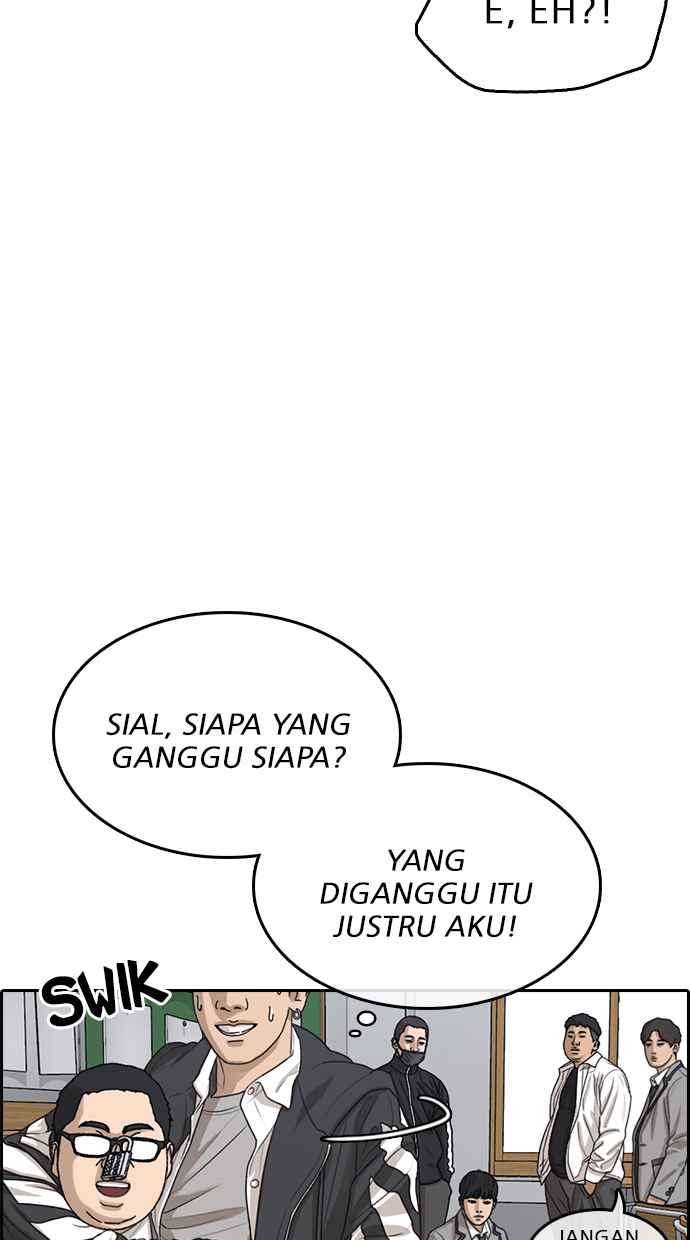 E, EH?!
SIAL, SIAPA YANG
GANGGU SIAPA?
YANG
DIGANGGU ITU
JUSTRU AKU!
SWIK
JANGAN